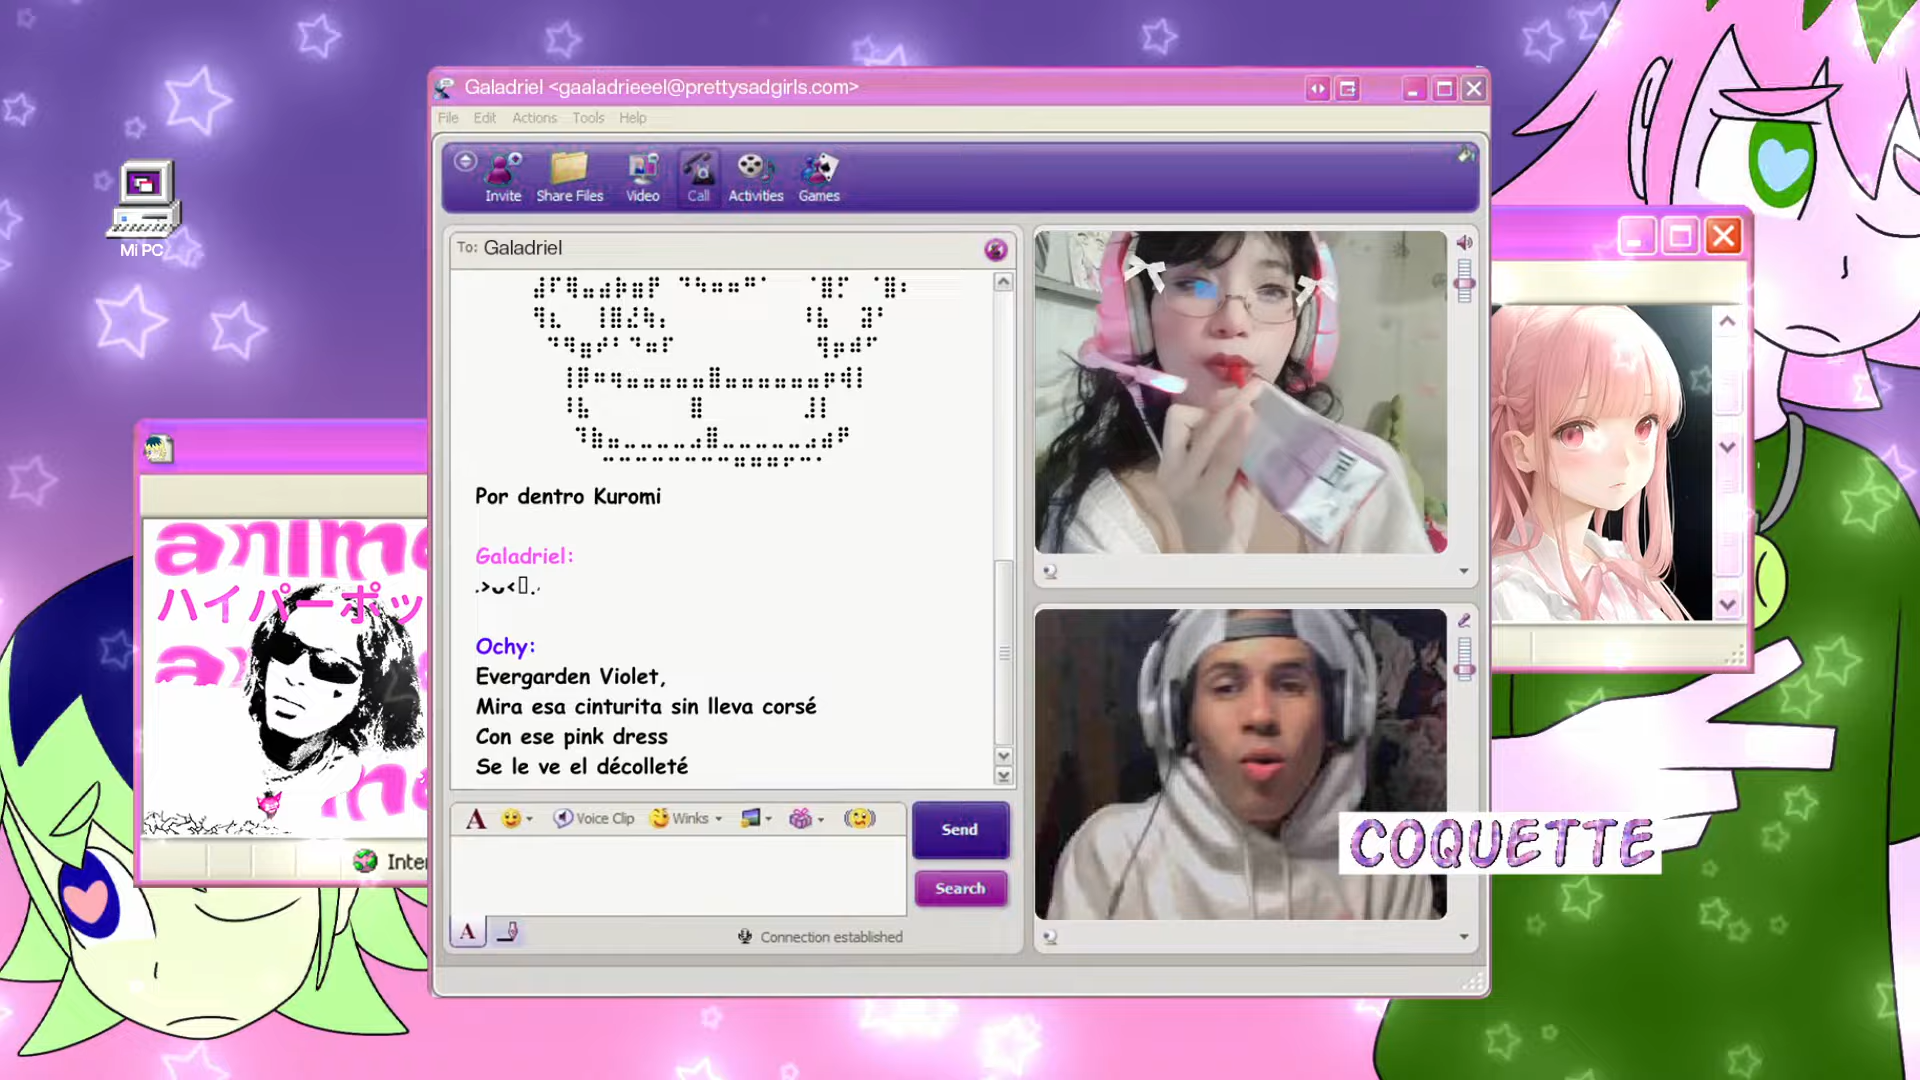 Galadriel <gaaladrieeel@prettysadgirls.com>
File Edit Actions Tools Help
Invite Share Files Video Call Activities Games
Mi PC
To: Galadriel
Por dentro Kuromi
Galadriel:
Ochy:
Evergarden Violet,
Mira esa cinturita sin lleva corsé
Con ese pink dress
Se le ve el décolleté
anime
ハイパーポッ
A Voice Clip Winks
Send
Search
COQUETTE
Inter
A Connection established